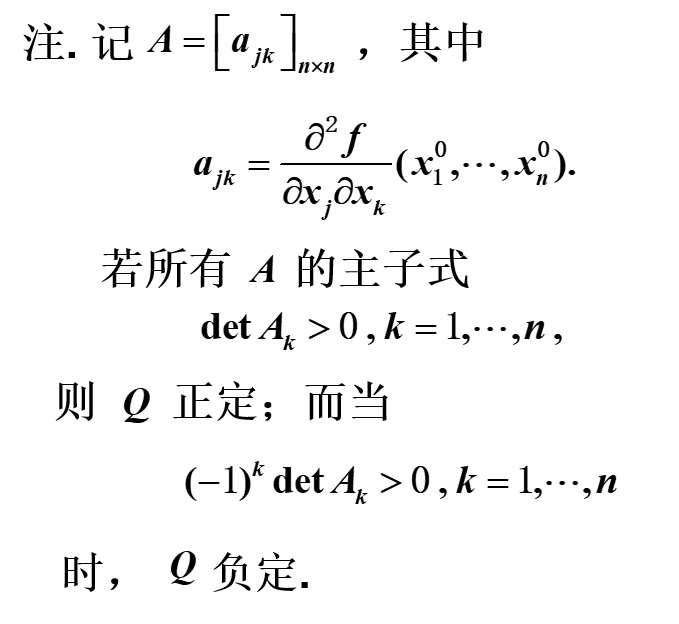 注. 记 $A = [a_{jk}]_{n \times n}$ ，其中
$a_{jk} = \frac{\partial^2 f}{\partial x_j \partial x_k}(x_1^0, \cdots, x_n^0).$
若所有 $A$ 的主子式
$\det A_k > 0, k = 1, \cdots, n,$
则 $Q$ 正定；而当
$(-1)^k \det A_k > 0, k = 1, \cdots, n$
时， $Q$ 负定.